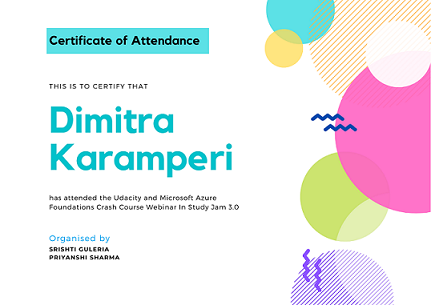 Certificate of Attendance
THIS IS TO CERTIFY THAT
Dimitra
Karamperi
has attended the Udacity and Microsoft Azure
Foundations Crash Course Webinar In Study Jam 3.0
Organised by
SRISHTI GULERIA
PRIYANSHI SHARMA